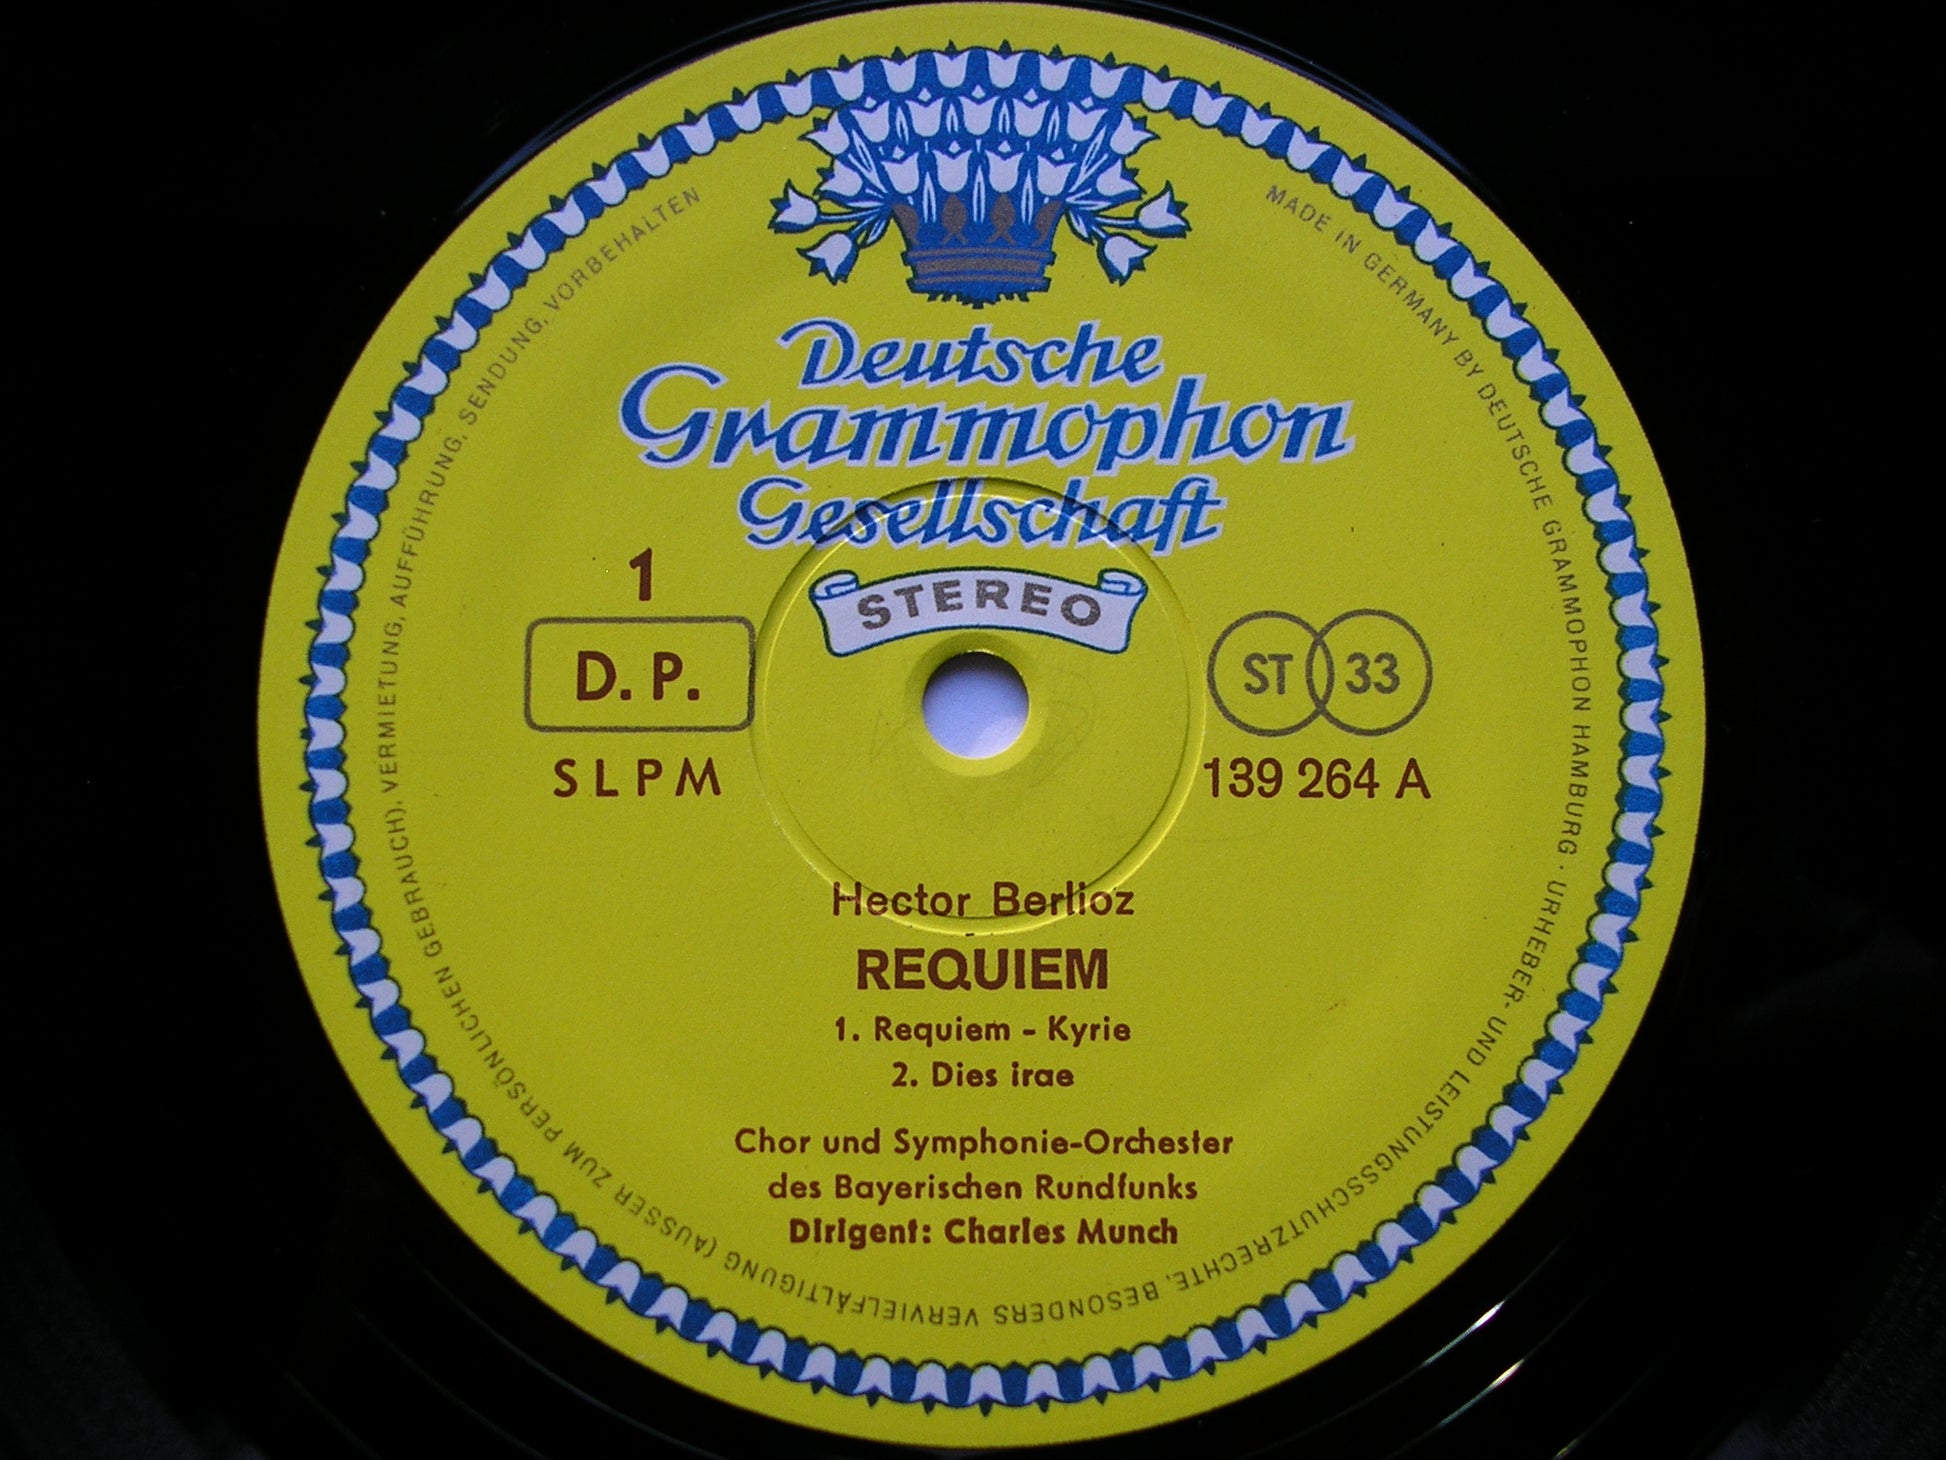 Deutsche
Grammophon
Gesellschaft
STEREO
1
D. P.
SLPM
ST 33
139 264 A
Hector Berlioz
REQUIEM
1. Requiem - Kyrie
2. Dies irae
Chor und Symphonie-Orchester
des Bayerischen Rundfunks
Dirigent: Charles Munch
MADE IN GERMANY BY DEUTSCHE GRAMMOPHON HAMBURG · URHEBER- UND LEISTUNGSSCHUTZRECHTE, BESONDERS VERVIELFÄLTIGUNG (AUSSER ZUM PERSÖNLICHEN GEBRAUCH), VERMIETUNG, AUFFÜHRUNG, SENDUNG, VORBEHALTEN